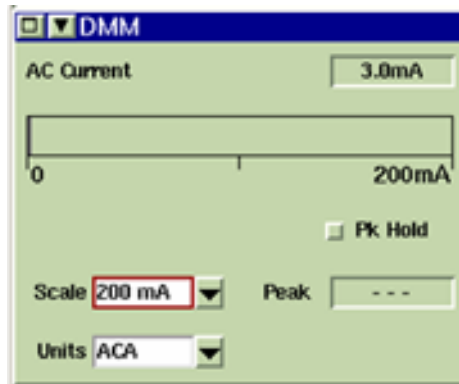 DMM
AC Current 3.0mA
0 200mA
Pk Hold
Scale 200 mA Peak ---
Units ACA